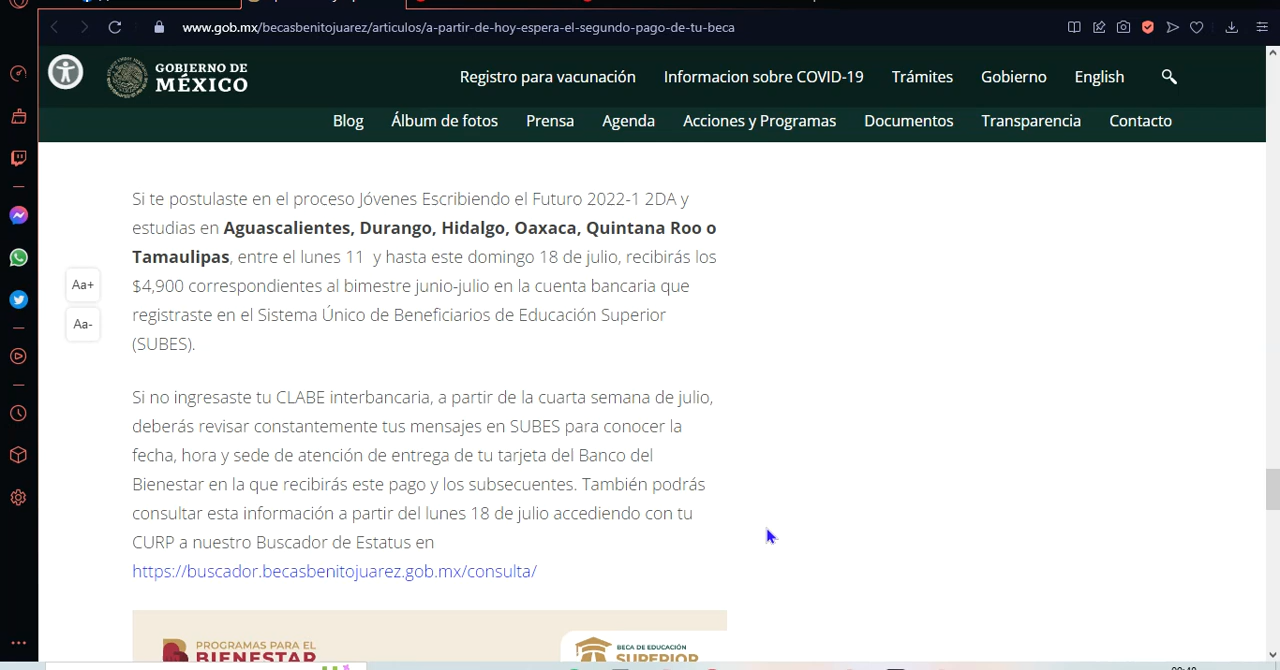 www.gob.mx/becasbenitojuarez/articulos/a-partir-de-hoy-espera-el-segundo-pago-de-tu-beca
GOBIERNO DE
MÉXICO
Registro para vacunación Informacion sobre COVID-19 Trámites Gobierno English
Blog Álbum de fotos Prensa Agenda Acciones y Programas Documentos Transparencia Contacto
Si te postulaste en el proceso Jóvenes Escribiendo el Futuro 2022-1 2DA y
estudias en Aguascalientes, Durango, Hidalgo, Oaxaca, Quintana Roo o
Tamaulipas, entre el lunes 11 y hasta este domingo 18 de julio, recibirás los
$4,900 correspondientes al bimestre junio-julio en la cuenta bancaria que
registraste en el Sistema Único de Beneficiarios de Educación Superior
(SUBES).
Aa+
Aa-
Si no ingresaste tu CLABE interbancaria, a partir de la cuarta semana de julio,
deberás revisar constantemente tus mensajes en SUBES para conocer la
fecha, hora y sede de atención de entrega de tu tarjeta del Banco del
Bienestar en la que recibirás este pago y los subsecuentes. También podrás
consultar esta información a partir del lunes 18 de julio accediendo con tu
CURP a nuestro Buscador de Estatus en
https://buscador.becasbenitojuarez.gob.mx/consulta/
PROGRAMAS PARA EL
BIENESTAR
BECA DE EDUCACIÓN
SUPERIOR